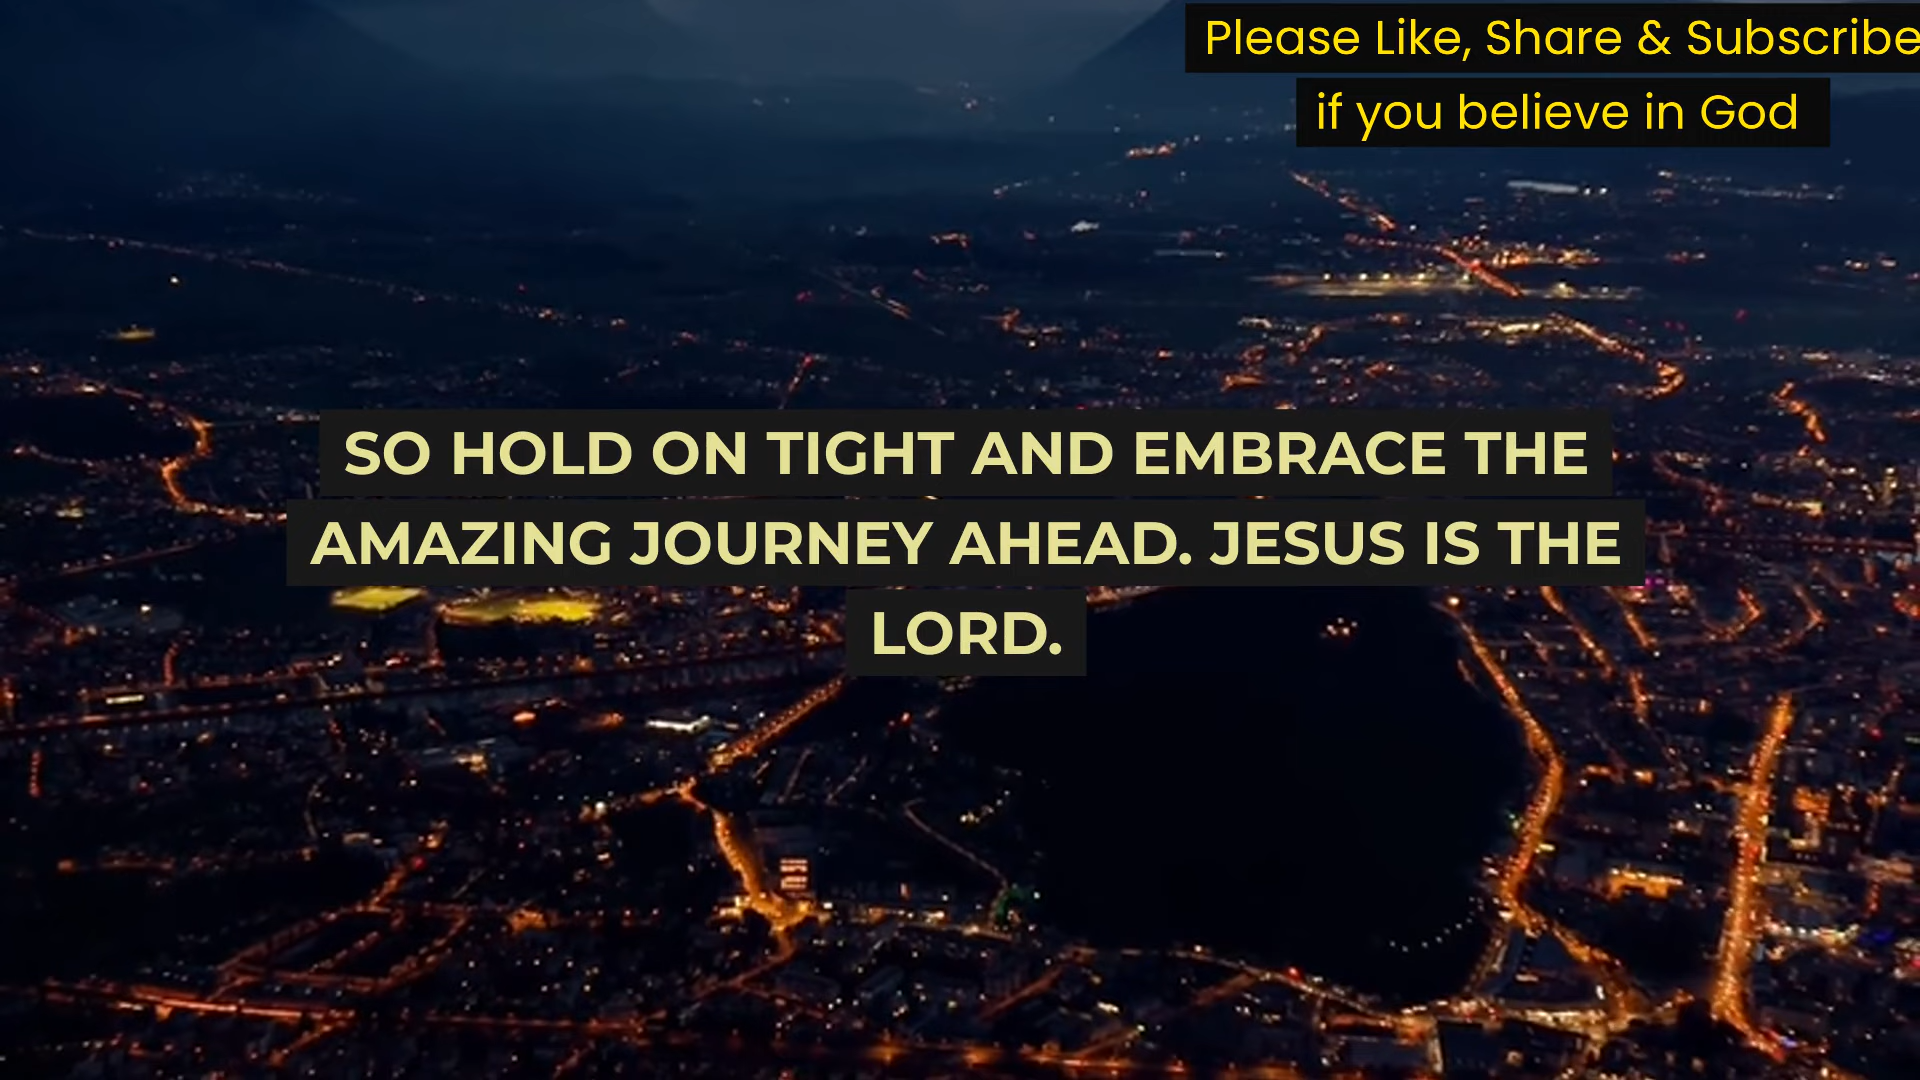 Please Like, Share & Subscribe
if you believe in God
SO HOLD ON TIGHT AND EMBRACE THE
AMAZING JOURNEY AHEAD. JESUS IS THE
LORD.